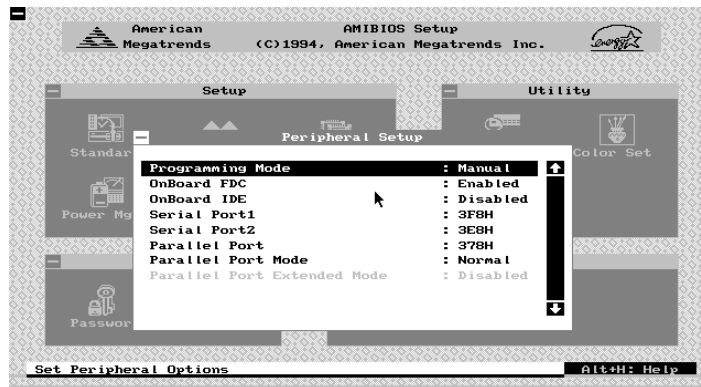 American Megatrends
AMIBIOS Setup
(C)1994, American Megatrends Inc.
energy
Setup
Utility
Standar
Color Set
Power Mg
Passwor
Peripheral Setup
Programming Mode : Manual
OnBoard FDC : Enabled
OnBoard IDE : Disabled
Serial Port1 : 3F8H
Serial Port2 : 3E8H
Parallel Port : 378H
Parallel Port Mode : Normal
Parallel Port Extended Mode : Disabled
Set Peripheral Options
Alt+H: Help